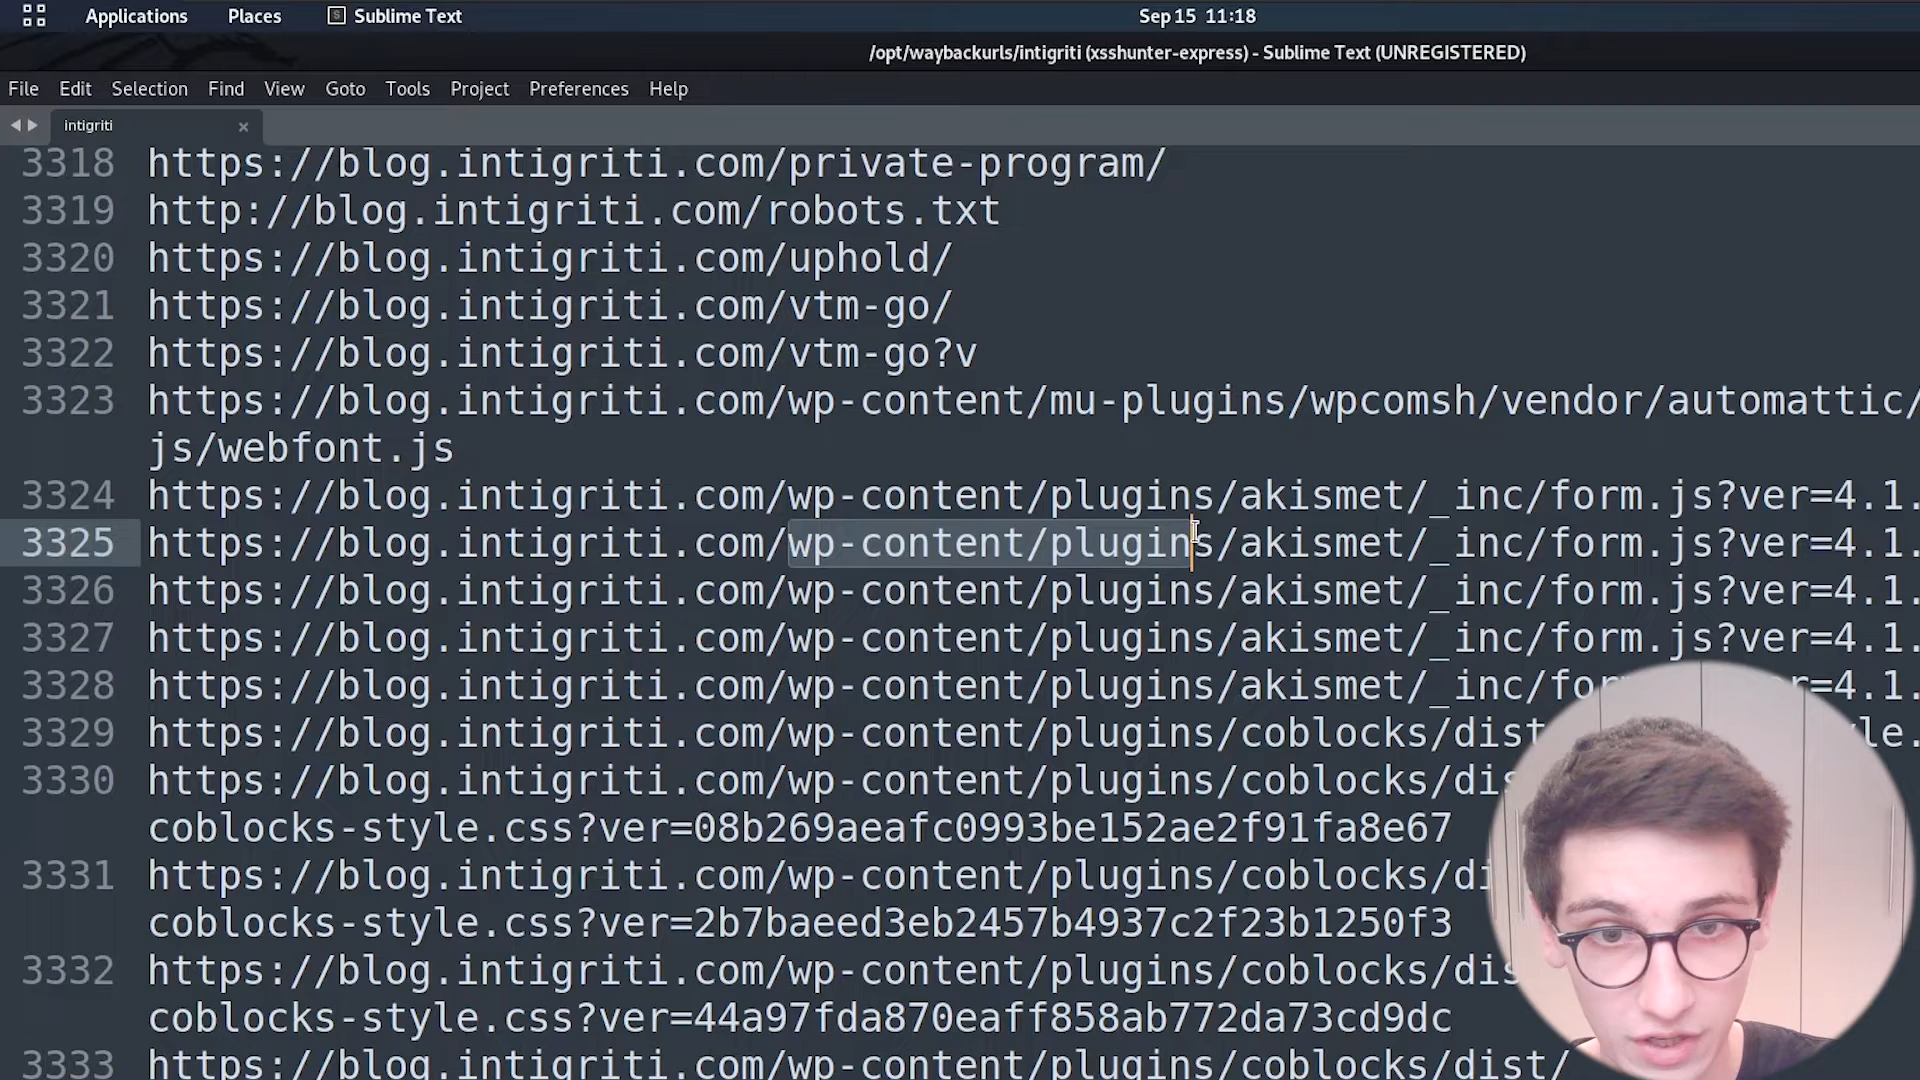 Applications Places S Sublime Text Sep 15 11:18
/opt/waybackurls/intigriti (xsshunter-express) - Sublime Text (UNREGISTERED)
File Edit Selection Find View Goto Tools Project Preferences Help
intigriti
3318 https://blog.intigriti.com/private-program/
3319 http://blog.intigriti.com/robots.txt
3320 https://blog.intigriti.com/uphold/
3321 https://blog.intigriti.com/vtm-go/
3322 https://blog.intigriti.com/vtm-go?v
3323 https://blog.intigriti.com/wp-content/mu-plugins/wpcomsh/vendor/automattic/
js/webfont.js
3324 https://blog.intigriti.com/wp-content/plugins/akismet/_inc/form.js?ver=4.1.
3325 https://blog.intigriti.com/wp-content/plugins/akismet/_inc/form.js?ver=4.1.
3326 https://blog.intigriti.com/wp-content/plugins/akismet/_inc/form.js?ver=4.1.
3327 https://blog.intigriti.com/wp-content/plugins/akismet/_inc/form.js?ver=4.1.
3328 https://blog.intigriti.com/wp-content/plugins/akismet/_inc/fo r=4.1.
3329 https://blog.intigriti.com/wp-content/plugins/coblocks/dist yle.
3330 https://blog.intigriti.com/wp-content/plugins/coblocks/dis
coblocks-style.css?ver=08b269aeafc0993be152ae2f91fa8e67
3331 https://blog.intigriti.com/wp-content/plugins/coblocks/di
coblocks-style.css?ver=2b7baeed3eb2457b4937c2f23b1250f3
3332 https://blog.intigriti.com/wp-content/plugins/coblocks/dis
coblocks-style.css?ver=44a97fda870eaff858ab772da73cd9dc
3333 https://blog.intigriti.com/wp-content/plugins/coblocks/dist/